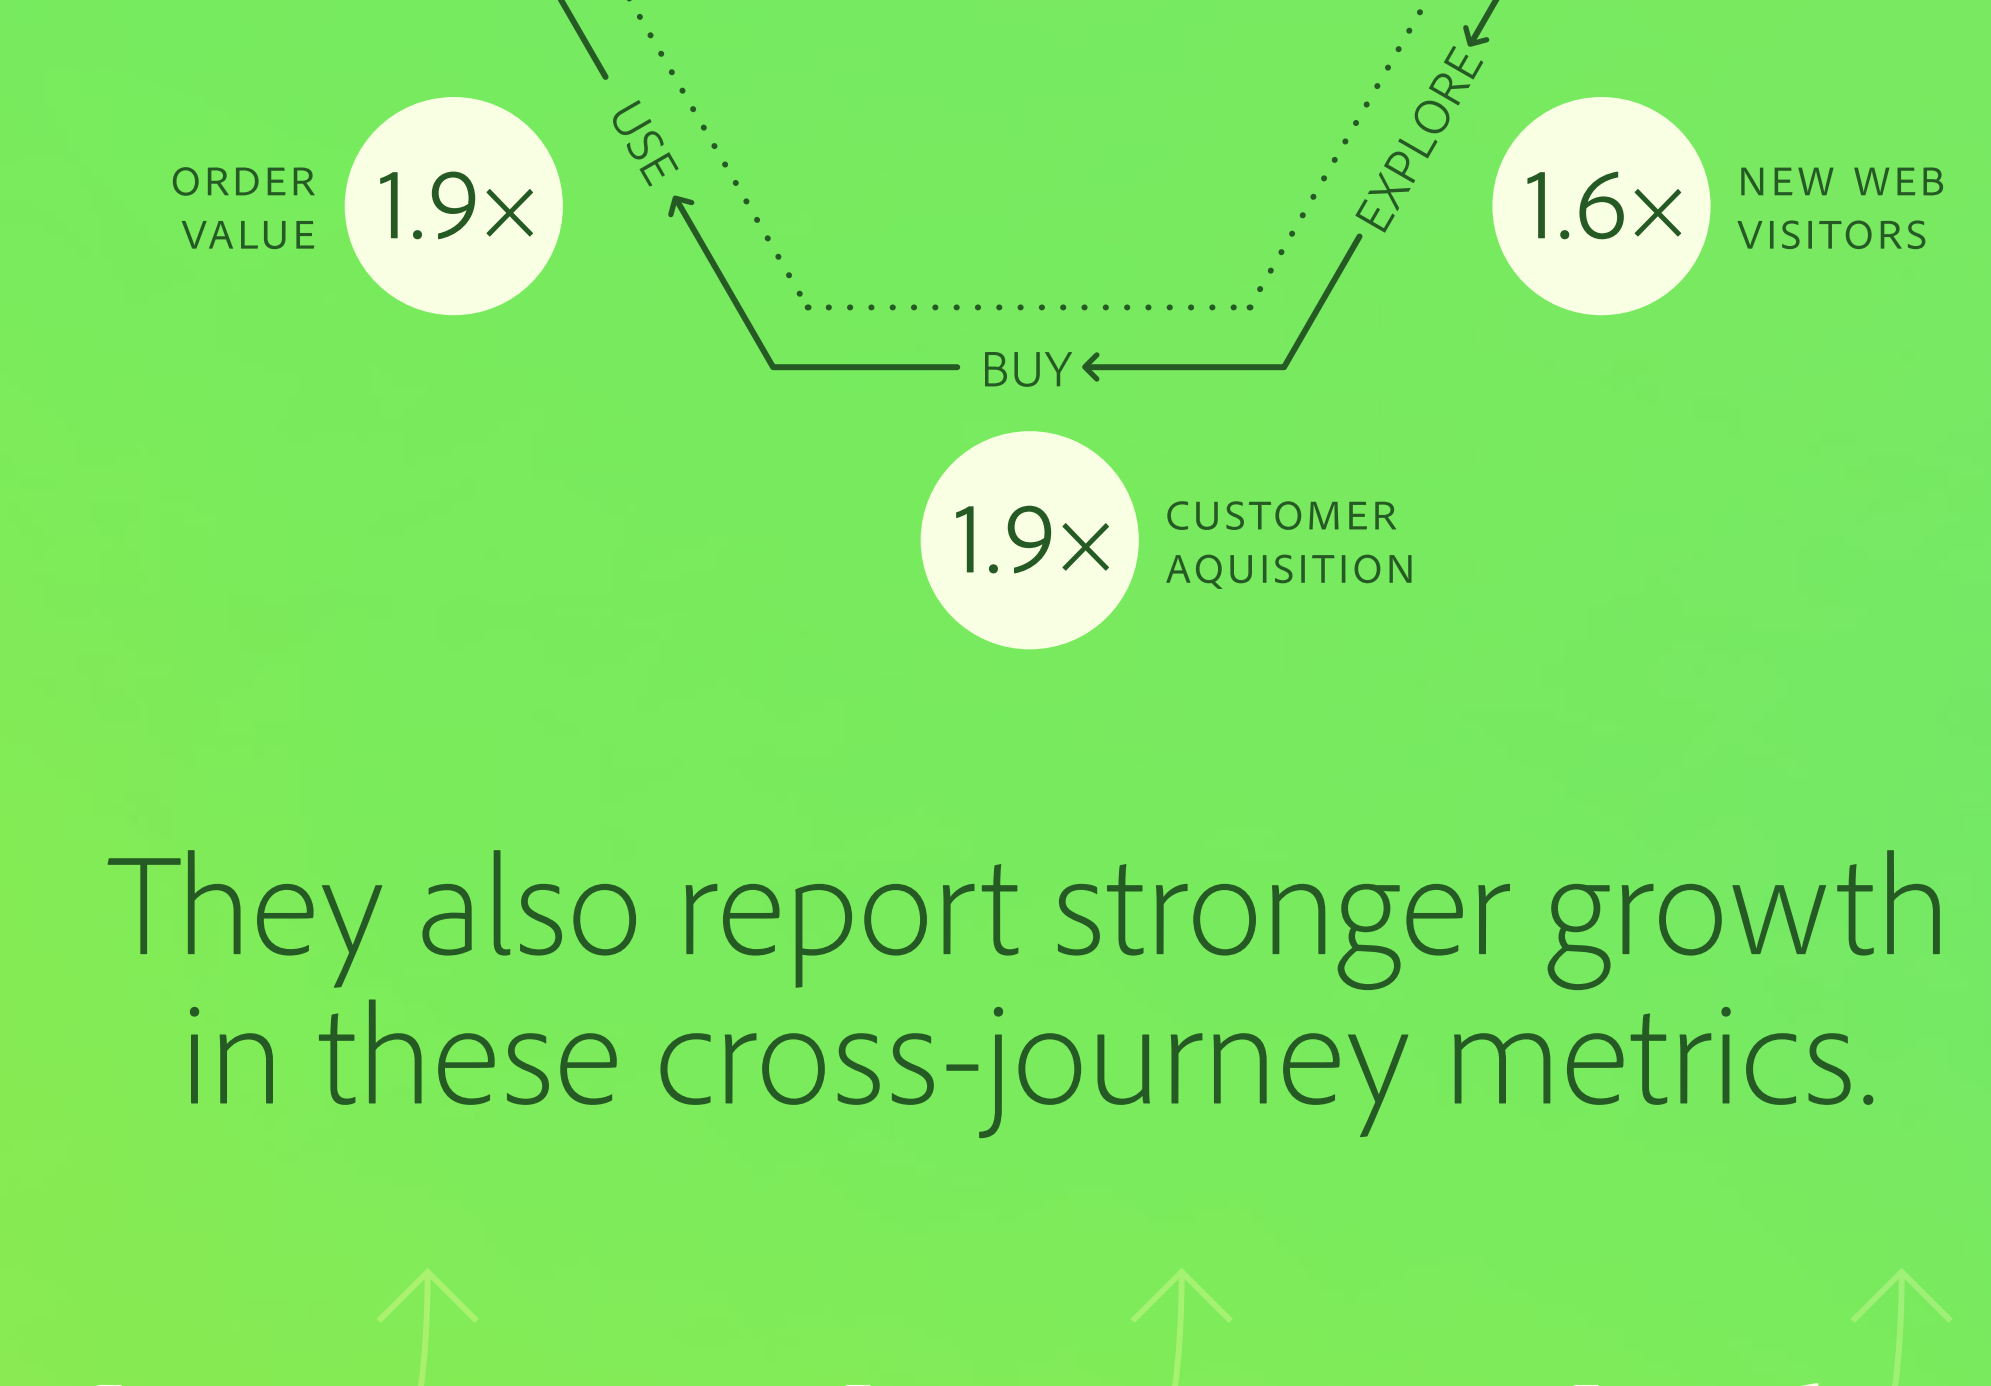 USE
EXPLORE
ORDER
VALUE
1.9×
1.6×
NEW WEB
VISITORS
BUY
1.9×
CUSTOMER
AQUISITION
They also report stronger growth
in these cross-journey metrics.